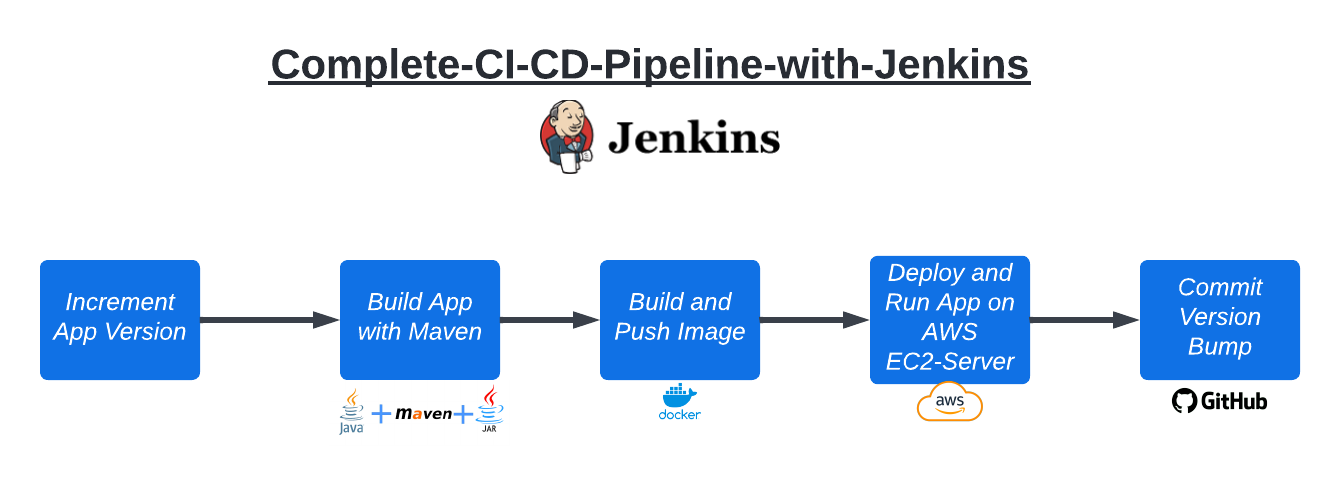 Complete-CI-CD-Pipeline-with-Jenkins
Jenkins
Increment
App Version
Build App
with Maven
Build and
Push Image
Deploy and
Run App on
AWS
EC2-Server
Commit
Version
Bump
Java
+ maven +
JAR
docker
aws
GitHub